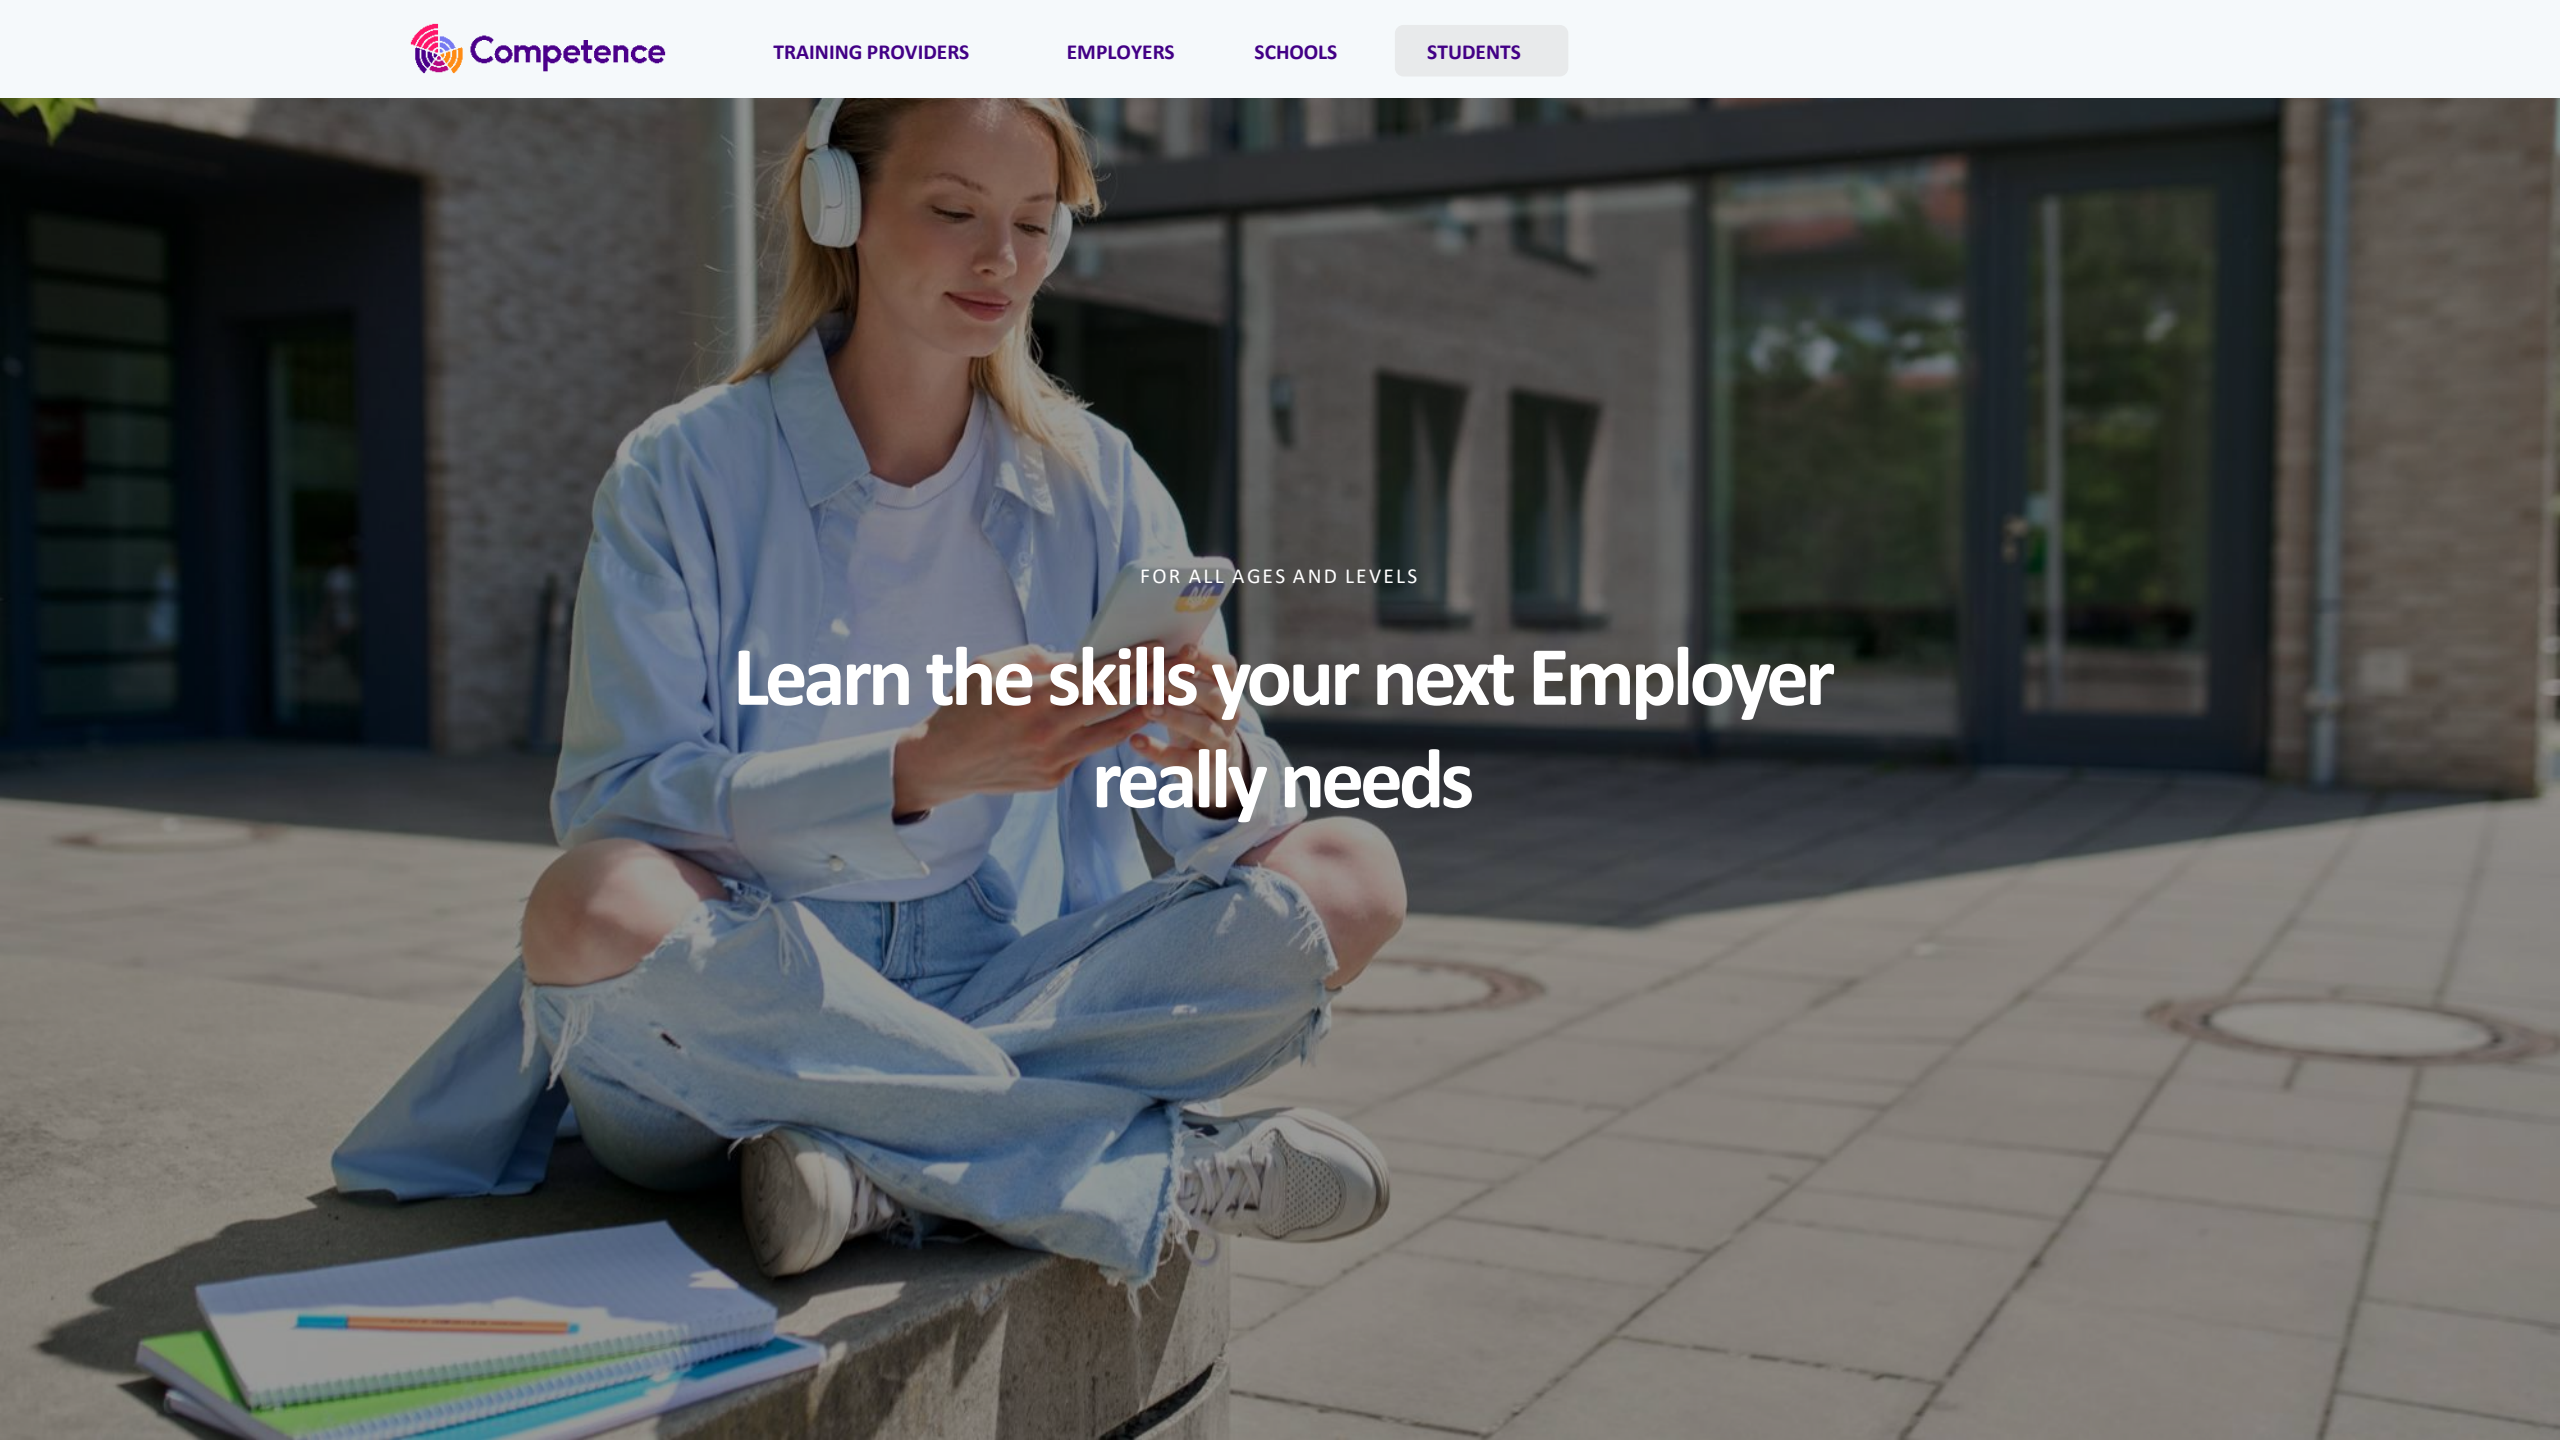 Competence
TRAINING PROVIDERS
EMPLOYERS
SCHOOLS
STUDENTS
FOR ALL AGES AND LEVELS
Learn the skills your next Employer
really needs